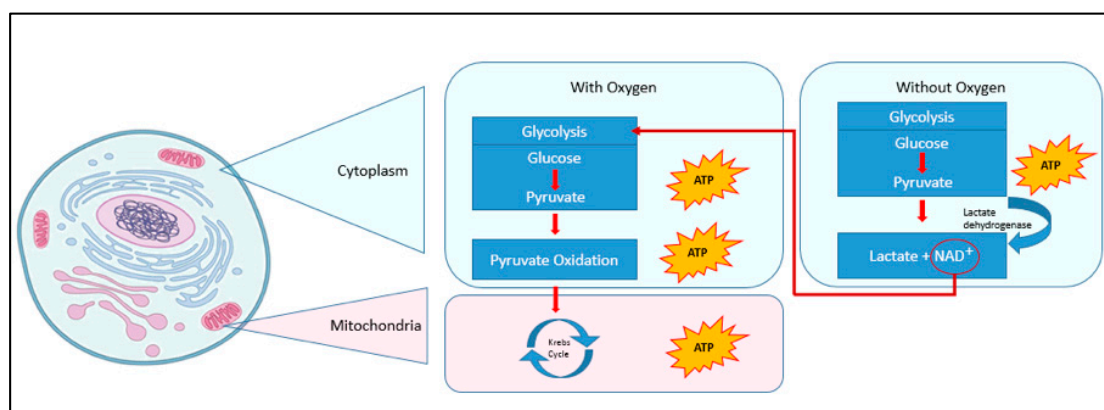 Cytoplasm
Mitochondria
With Oxygen
Glycolysis
Glucose
Pyruvate
ATP
Pyruvate Oxidation
ATP
Krebs
Cycle
ATP
Without Oxygen
Glycolysis
Glucose
Pyruvate
ATP
Lactate
dehydrogenase
Lactate + NAD⁺